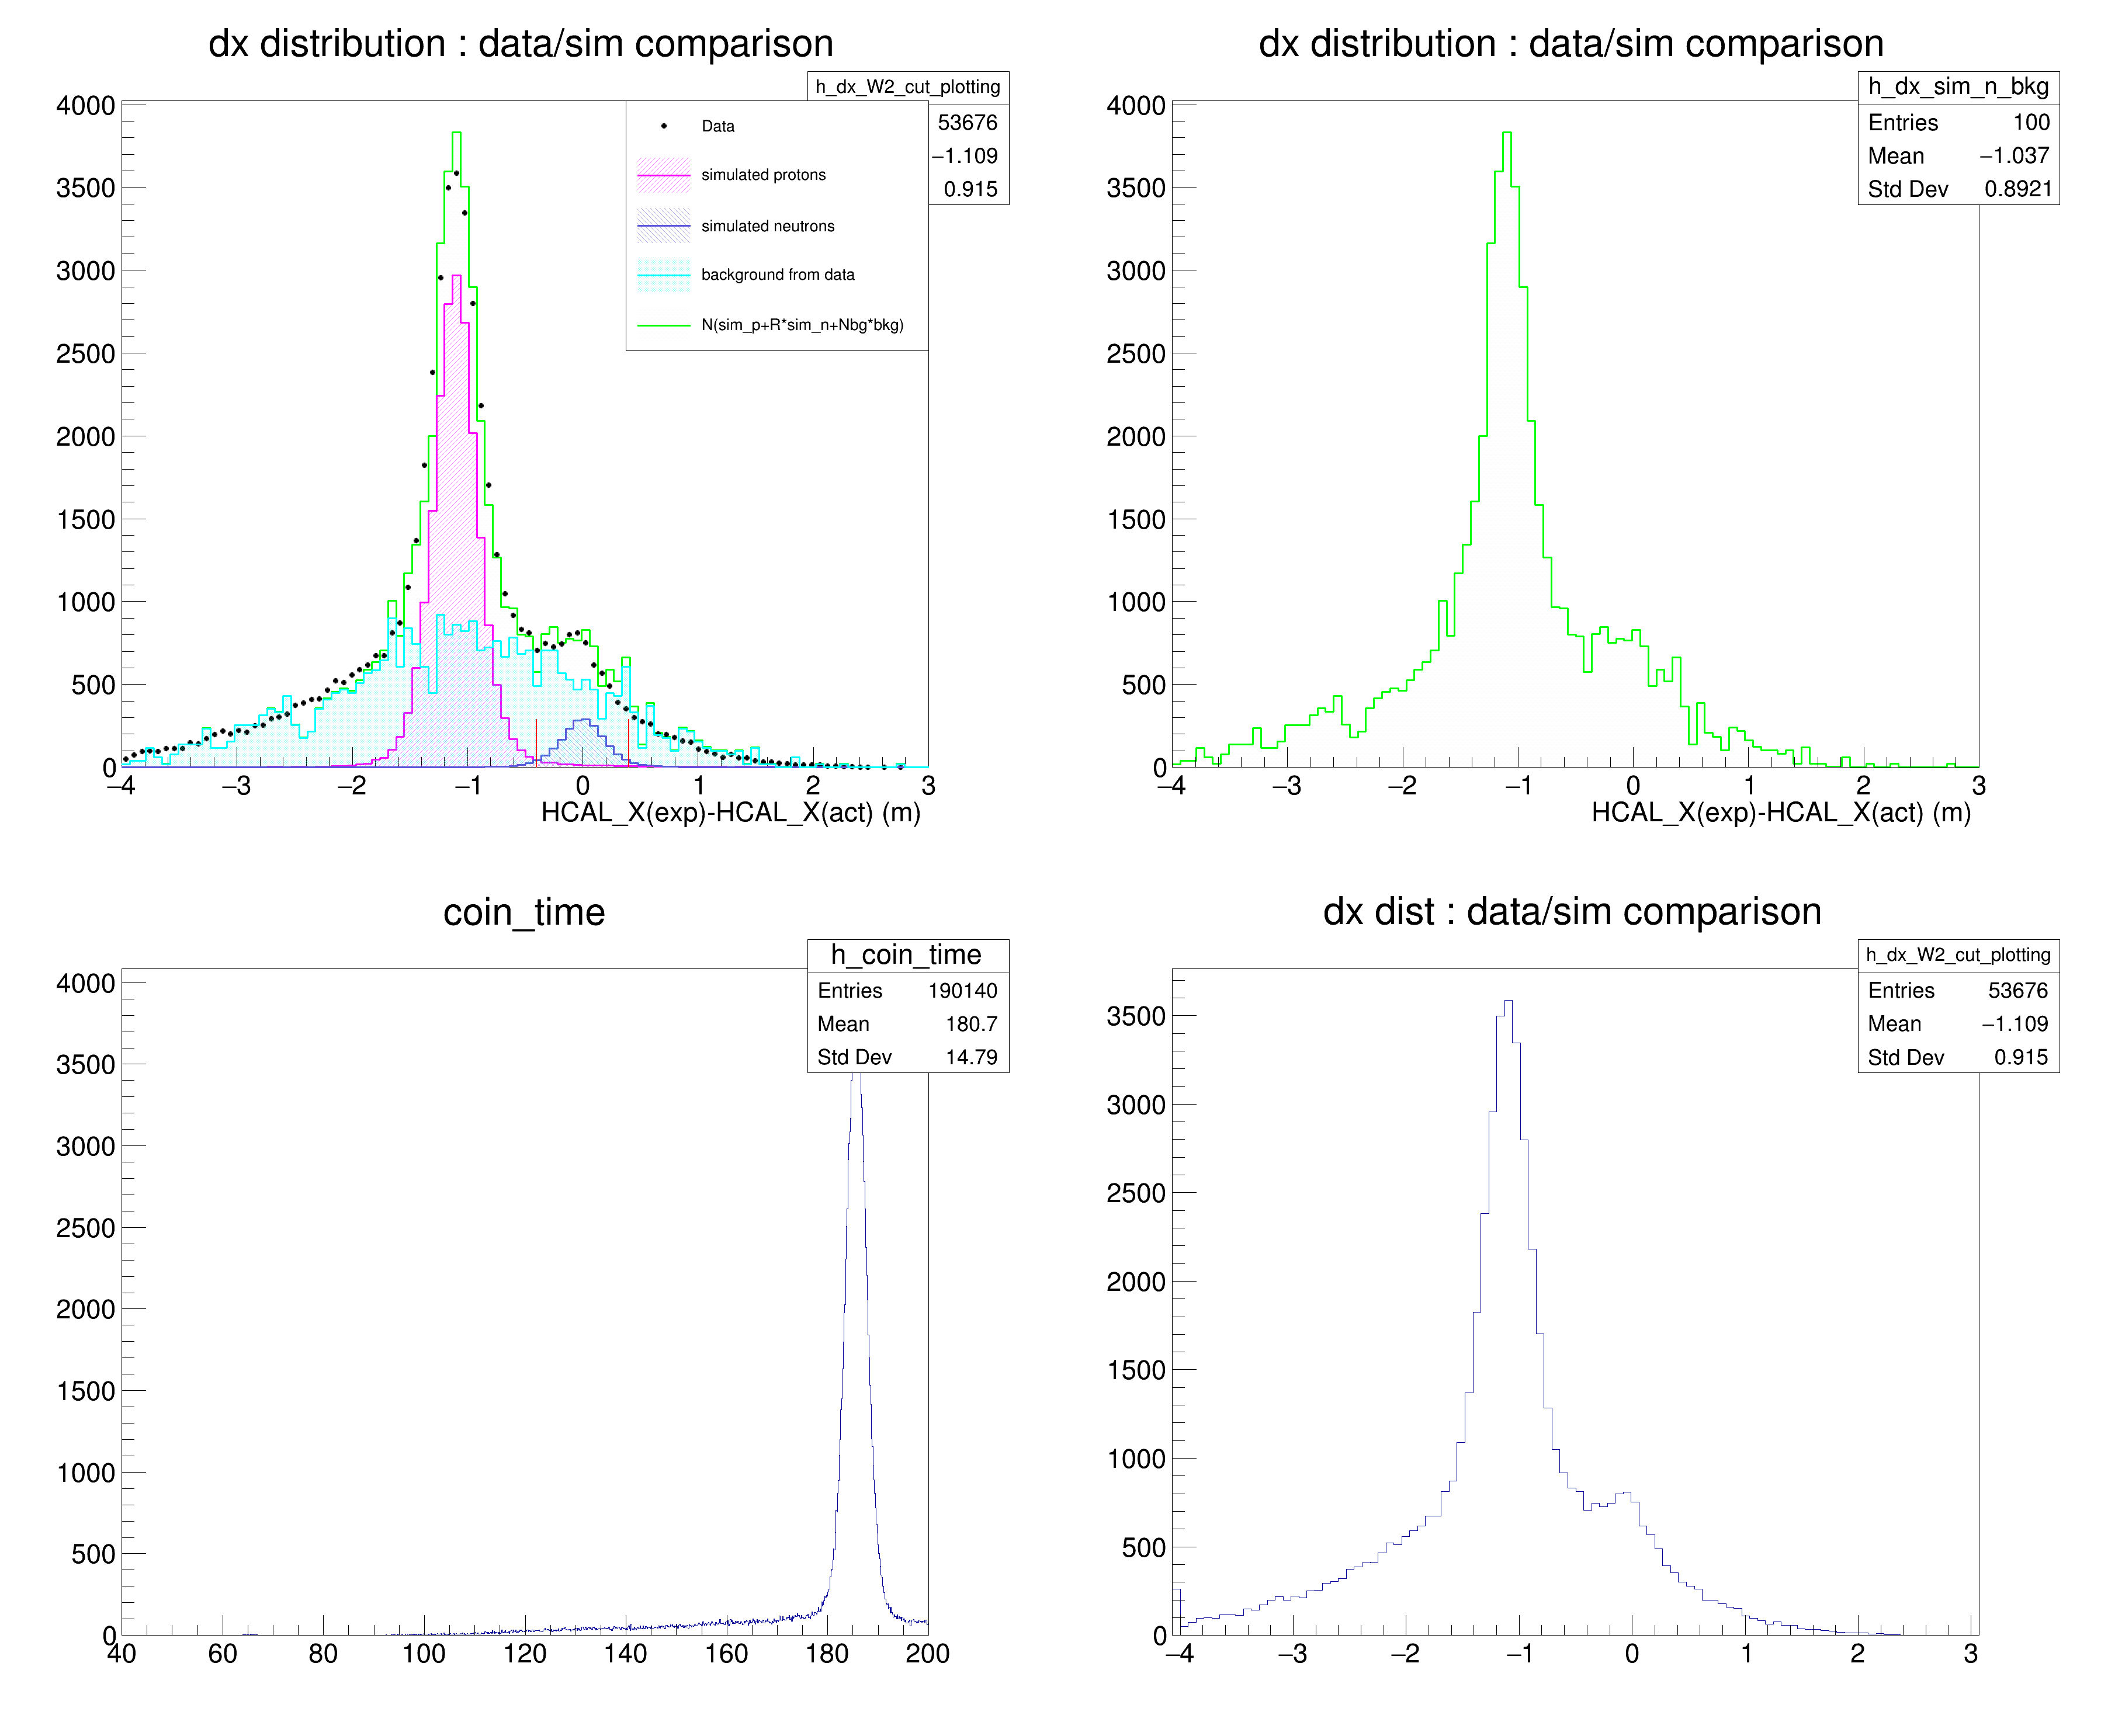 dx distribution : data/sim comparison
h_dx_W2_cut_plotting
53676
−1.109
0.915
Data
simulated protons
simulated neutrons
background from data
N(sim_p+R*sim_n+Nbg*bkg)
4000
3500
3000
2500
2000
1500
1000
500
0
−4 −3 −2 −1 0 1 2 3
HCAL_X(exp)-HCAL_X(act) (m)
dx distribution : data/sim comparison
h_dx_sim_n_bkg
Entries 100
Mean −1.037
Std Dev 0.8921
4000
3500
3000
2500
2000
1500
1000
500
0
−4 −3 −2 −1 0 1 2 3
HCAL_X(exp)-HCAL_X(act) (m)
coin_time
h_coin_time
Entries 190140
Mean 180.7
Std Dev 14.79
4000
3500
3000
2500
2000
1500
1000
500
0
40 60 80 100 120 140 160 180 200
dx dist : data/sim comparison
h_dx_W2_cut_plotting
Entries 53676
Mean −1.109
Std Dev 0.915
3500
3000
2500
2000
1500
1000
500
0
−4 −3 −2 −1 0 1 2 3